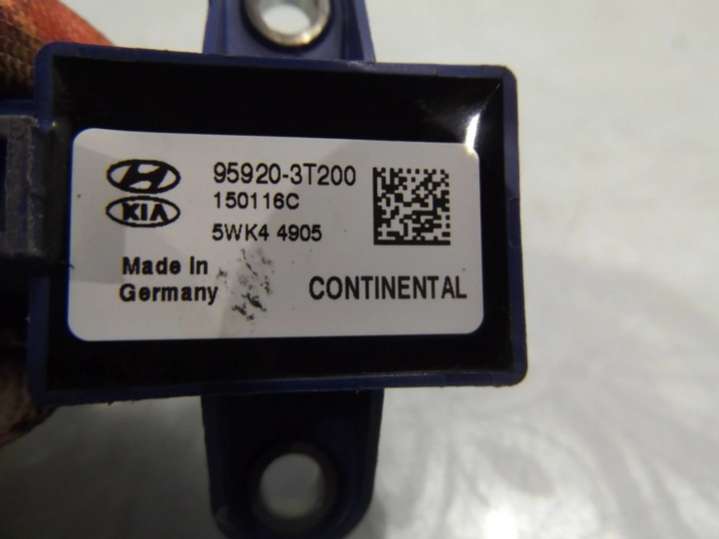 95920-3T200
KIA
150116C
5WK4 4905
Made in
Germany
CONTINENTAL